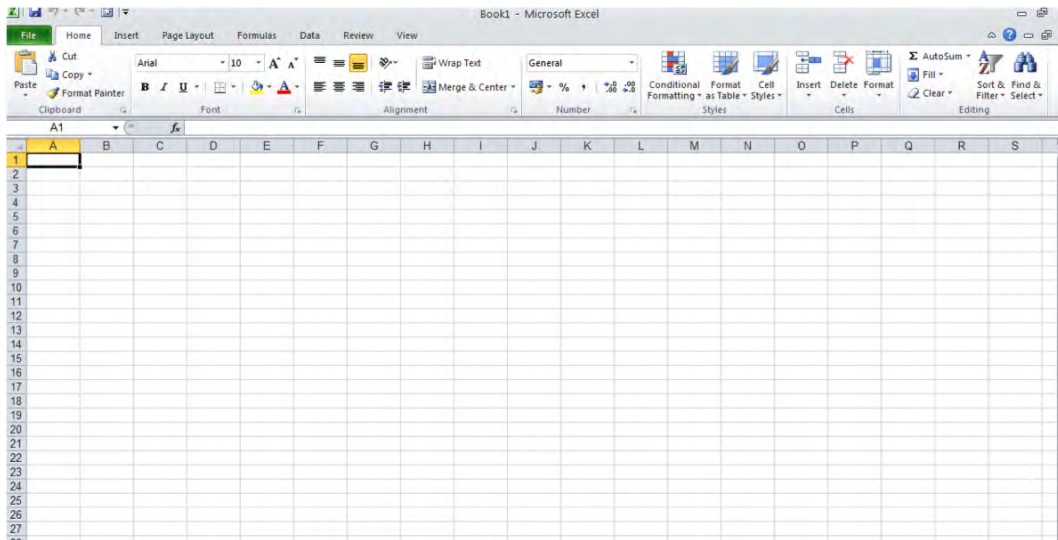 Book1 - Microsoft Excel
File Home Insert Page Layout Formulas Data Review View
Paste
Cut
Copy
Format Painter
Clipboard
Arial 10 A A
B I U A
Font
Wrap Text
Merge & Center
Alignment
General
% , .0 .00 .00 .0
Number
Conditional Formatting
Format as Table
Cell Styles
Styles
Insert Delete Format
Cells
Σ AutoSum
Fill
Clear
Sort & Filter
Find & Select
Editing
A1 fx
A B C D E F G H I J K L M N O P Q R S
1
2
3
4
5
6
7
8
9
10
11
12
13
14
15
16
17
18
19
20
21
22
23
24
25
26
27